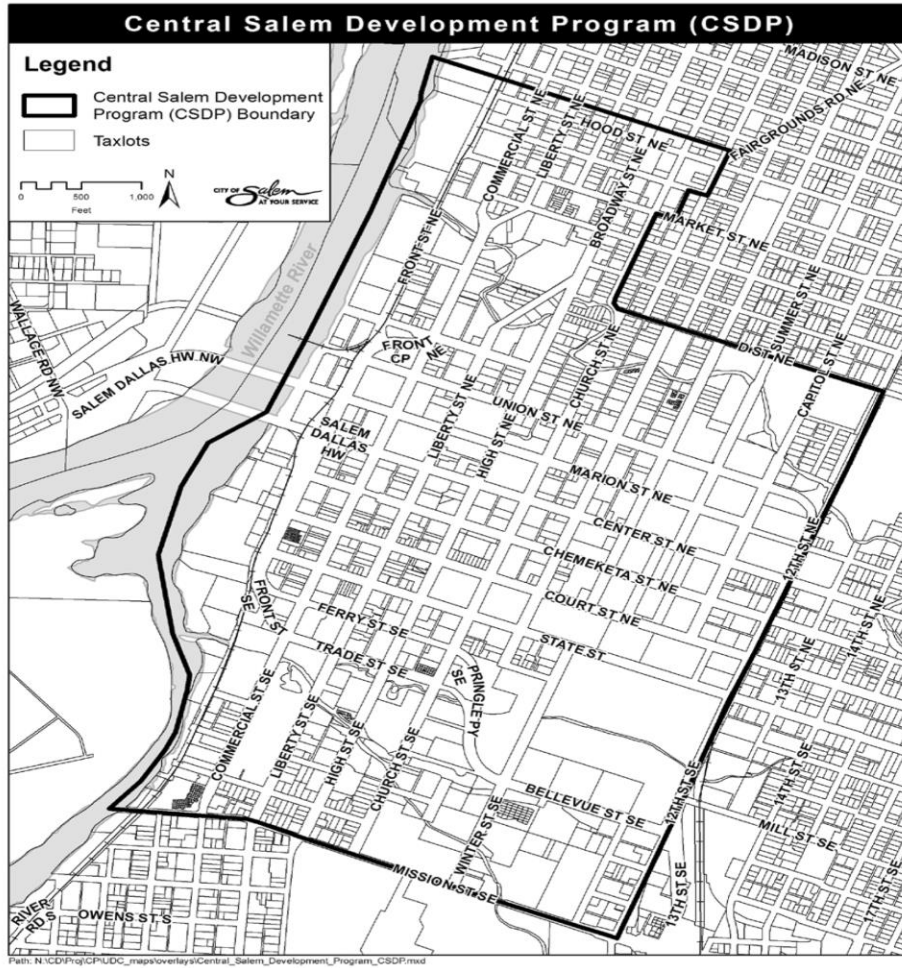 Central Salem Development Program (CSDP)
Legend
Central Salem Development
Program (CSDP) Boundary
Taxlots
0 500 1,000
Feet
N
CITY OF Salem
AT YOUR SERVICE
MADISON ST NE
FAIRGROUNDS RD NE
HOOD ST NE
COMMERCIAL ST NE
LIBERTY ST NE
BROADWAY ST NE
MARKET ST NE
FRONT ST NE
Willamette River
SUMMER ST NE
D ST NE
CAPITOL ST NE
WALLACE RD NW
SALEM DALLAS HW NW
FRONT
CP
NE
CHURCH ST NE
SALEM
DALLAS
HW
LIBERTY ST NE
HIGH ST NE
UNION ST NE
MARION ST NE
CENTER ST NE
CHEMEKETA ST NE
COURT ST NE
STATE ST
12TH ST NE
14TH ST NE
13TH ST NE
FRONT ST
SE
FERRY ST SE
TRADE ST SE
PRINGLE PY
SE
COMMERCIAL ST SE
LIBERTY ST SE
HIGH ST SE
CHURCH ST SE
BELLEVUE ST SE
12TH ST SE
14TH ST SE
MILL ST SE
WINTER ST SE
MISSION ST SE
13TH ST SE
17TH ST SE
RIVER
RD S
OWENS ST S
Path: N:\CD\Proj\CP\UDC_maps\overlays\Central_Salem_Development_Program_CSDP.mxd